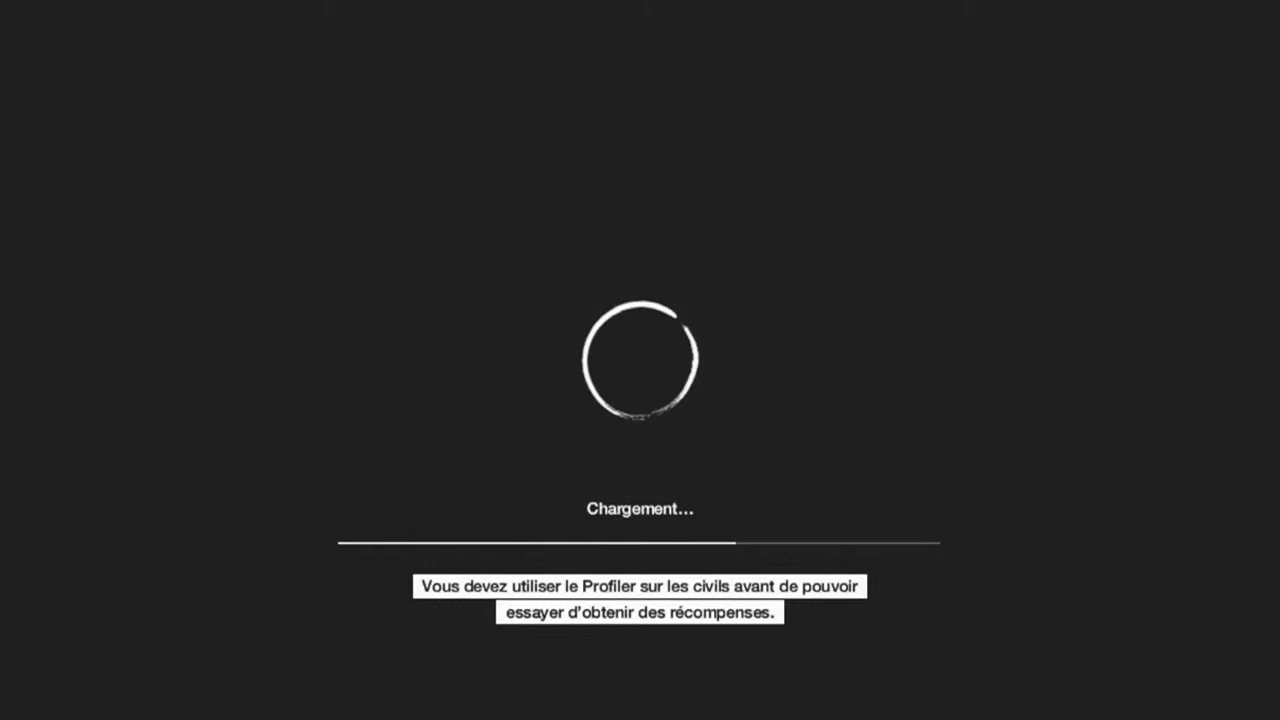 Chargement...
Vous devez utiliser le Profiler sur les civils avant de pouvoir
essayer d'obtenir des récompenses.